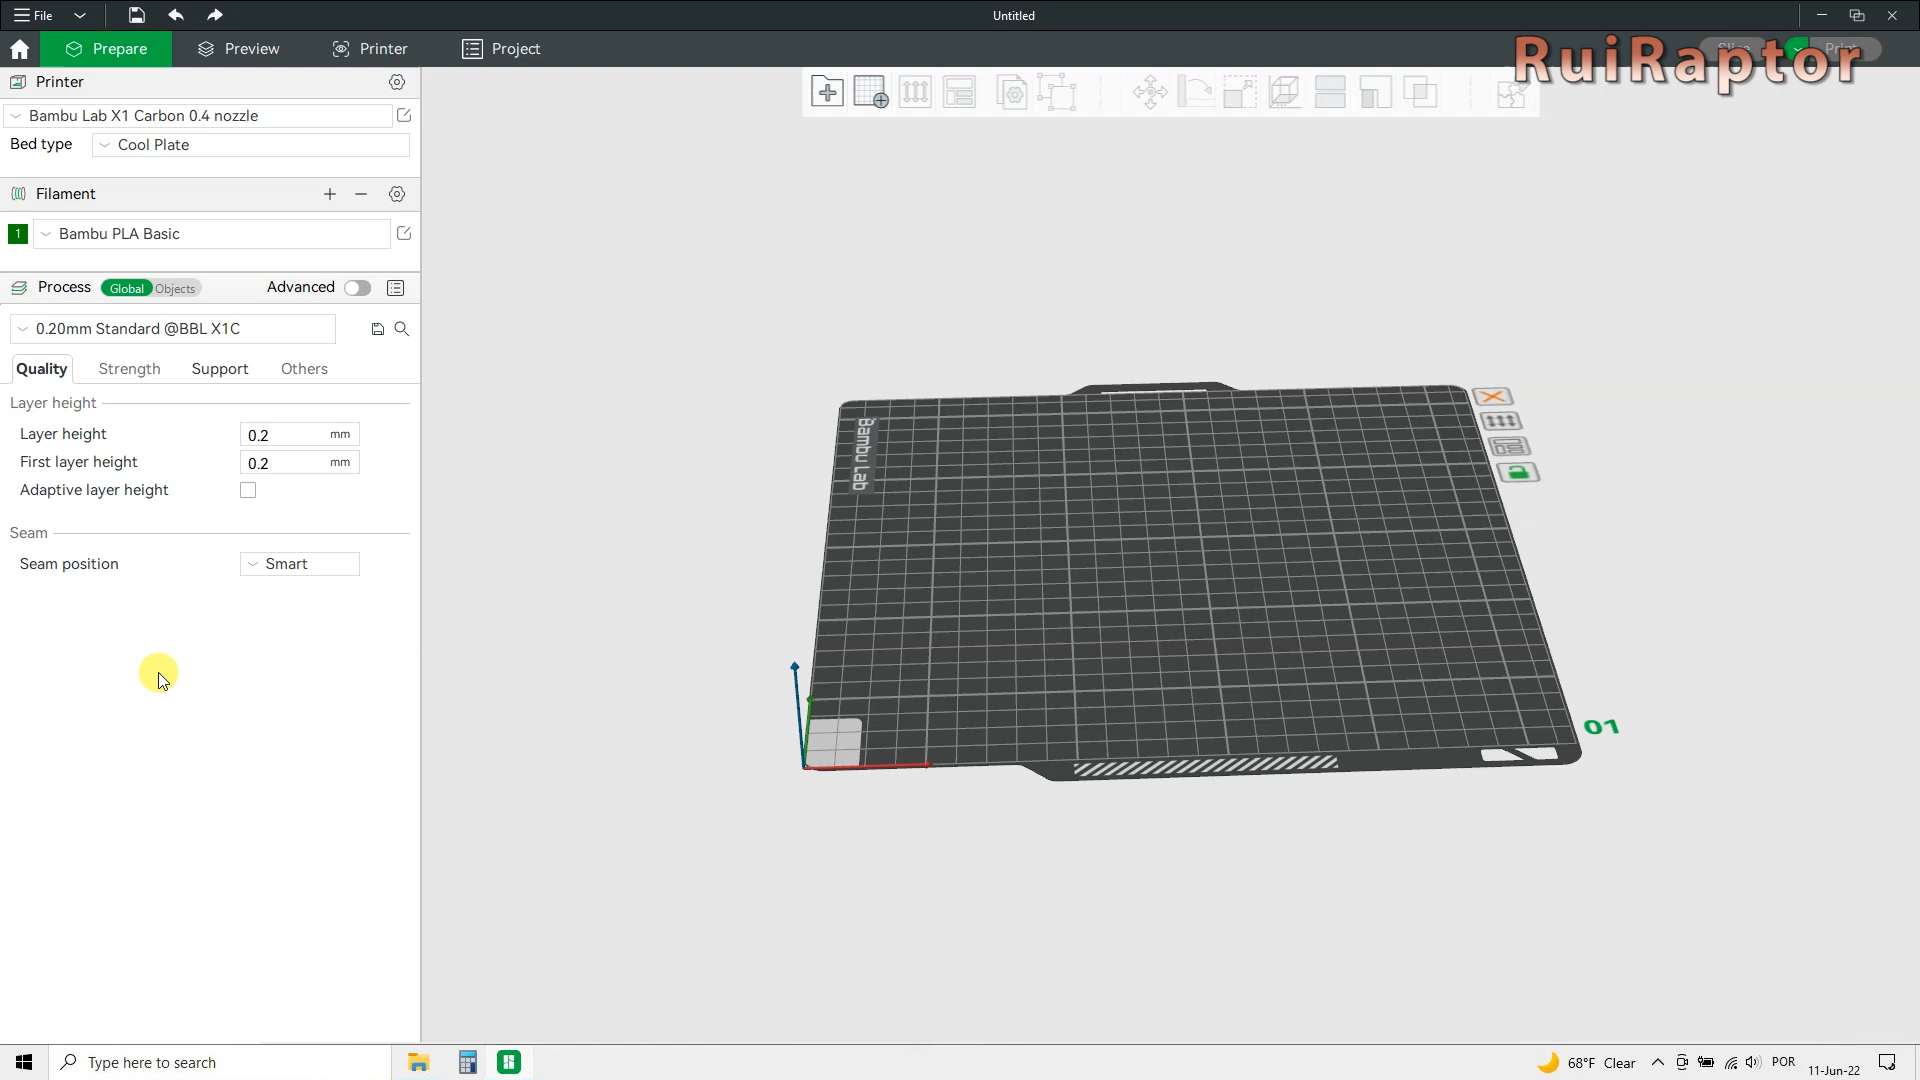 File
Untitled
Prepare
Preview
Printer
Project
Slice
Print
RuiRaptor
Printer
Bambu Lab X1 Carbon 0.4 nozzle
Bed type
Cool Plate
Filament
1
Bambu PLA Basic
Process
Global
Objects
Advanced
0.20mm Standard @BBL X1C
Quality
Strength
Support
Others
Layer height
Layer height
0.2
mm
First layer height
0.2
mm
Adaptive layer height
Seam
Seam position
Smart
Bambu Lab
01
Type here to search
68°F Clear
POR
11-Jun-22